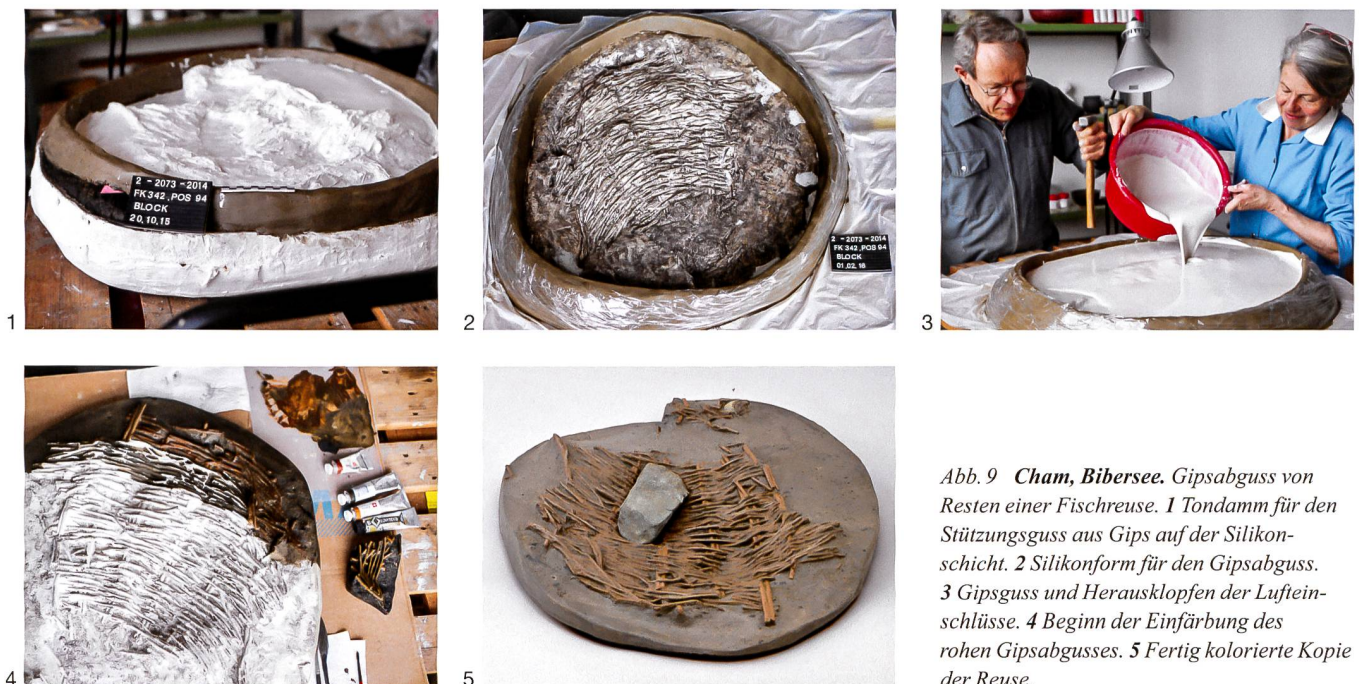 2 - 2073 - 2014
FK 342, POS 94
BLOCK
20,10,15
1
2 - 2073 - 2014
FK 342, POS 94
BLOCK
01,02,16
2
3
4
5
Abb. 9 Cham, Bibersee. Gipsabguss von
Resten einer Fischreuse. 1 Tondamm für den
Stützungsguss aus Gips auf der Silikon-
schicht. 2 Silikonform für den Gipsabguss.
3 Gipsguss und Herausklopfen der Luftein-
schlüsse. 4 Beginn der Einfärbung des
rohen Gipsabgusses. 5 Fertig kolorierte Kopie
der Reuse